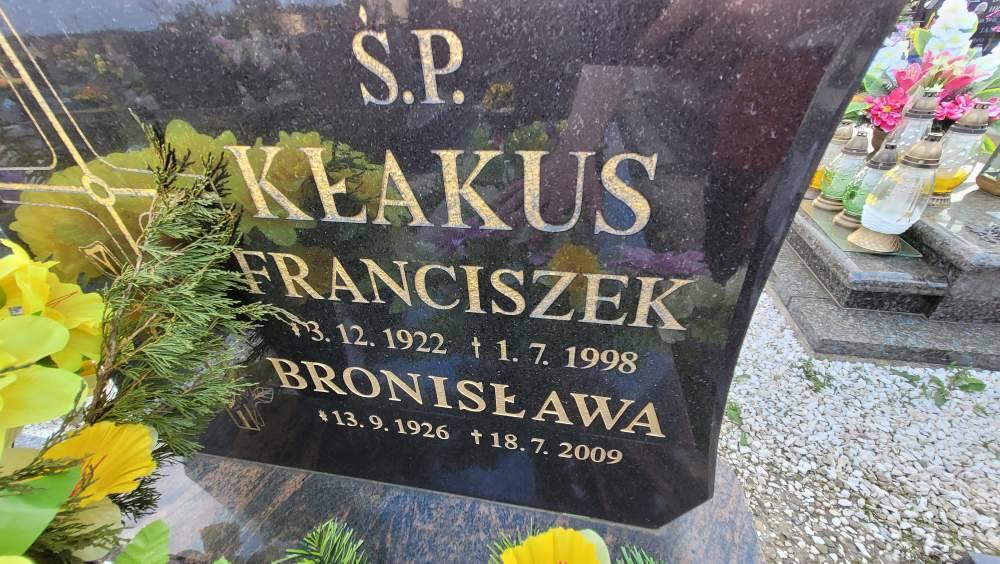 Ś.P.
KŁAKUS
FRANCISZEK
* 3. 12. 1922 † 1. 7. 1998
BRONISŁAWA
* 13. 9. 1926 † 18. 7. 2009